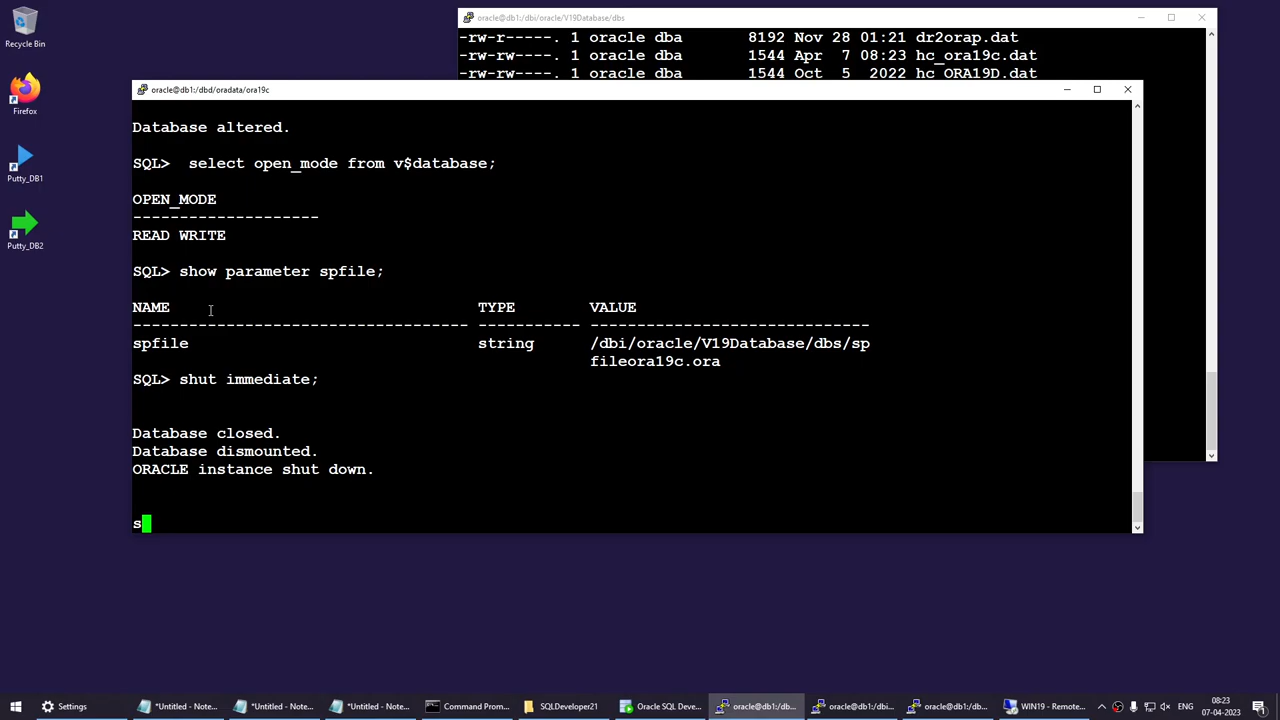 Recycle Bin
Firefox
Putty_DB1
Putty_DB2
oracle@db1:/dbi/oracle/V19Database/dbs
-rw-r-----. 1 oracle dba       8192 Nov 28 01:21 dr2orap.dat
-rw-rw----. 1 oracle dba       1544 Apr  7 08:23 hc_ora19c.dat
-rw-rw----. 1 oracle dba       1544 Oct  5  2022 hc_ORA19D.dat
oracle@db1:/dbd/oradata/ora19c
Database altered.
SQL>  select open_mode from v$database;
OPEN_MODE
--------------------
READ WRITE
SQL> show parameter spfile;
NAME                                 TYPE        VALUE
------------------------------------ ----------- ------------------------------
spfile                               string      /dbi/oracle/V19Database/dbs/sp
                                                 fileora19c.ora
SQL> shut immediate;
Database closed.
Database dismounted.
ORACLE instance shut down.
s
Settings
*Untitled - Note...
*Untitled - Note...
*Untitled - Note...
Command Prom...
SQLDeveloper21
Oracle SQL Deve...
oracle@db1:/db...
oracle@db1:/dbi...
oracle@db1:/db...
WIN19 - Remote...
ENG
08:23
07-04-2023